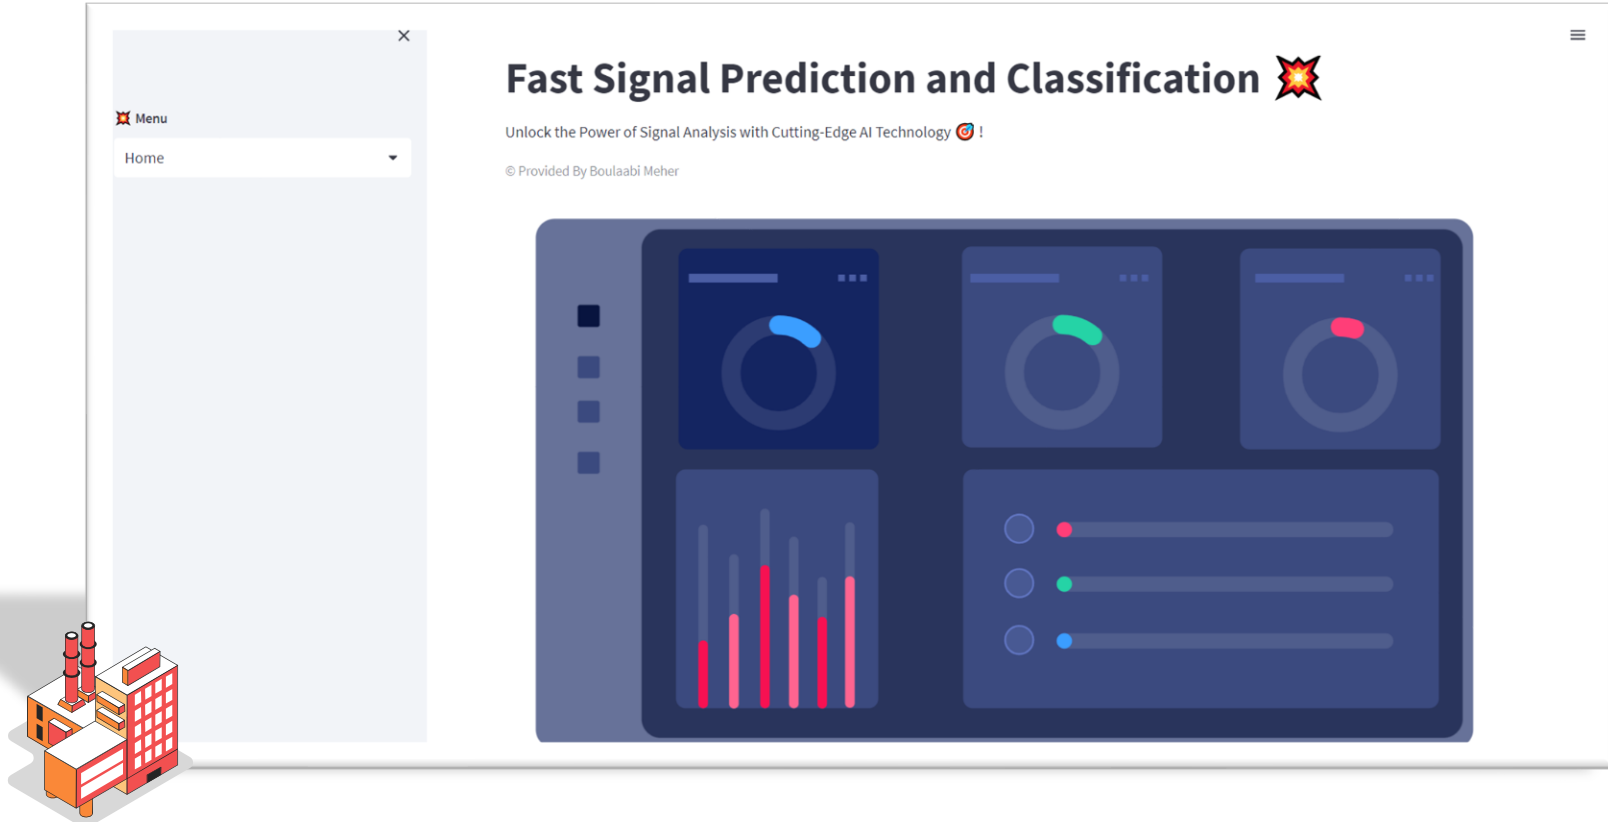 💥 Menu
Home
Fast Signal Prediction and Classification 💥
Unlock the Power of Signal Analysis with Cutting-Edge AI Technology 🎯 !
© Provided By Boulaabi Meher